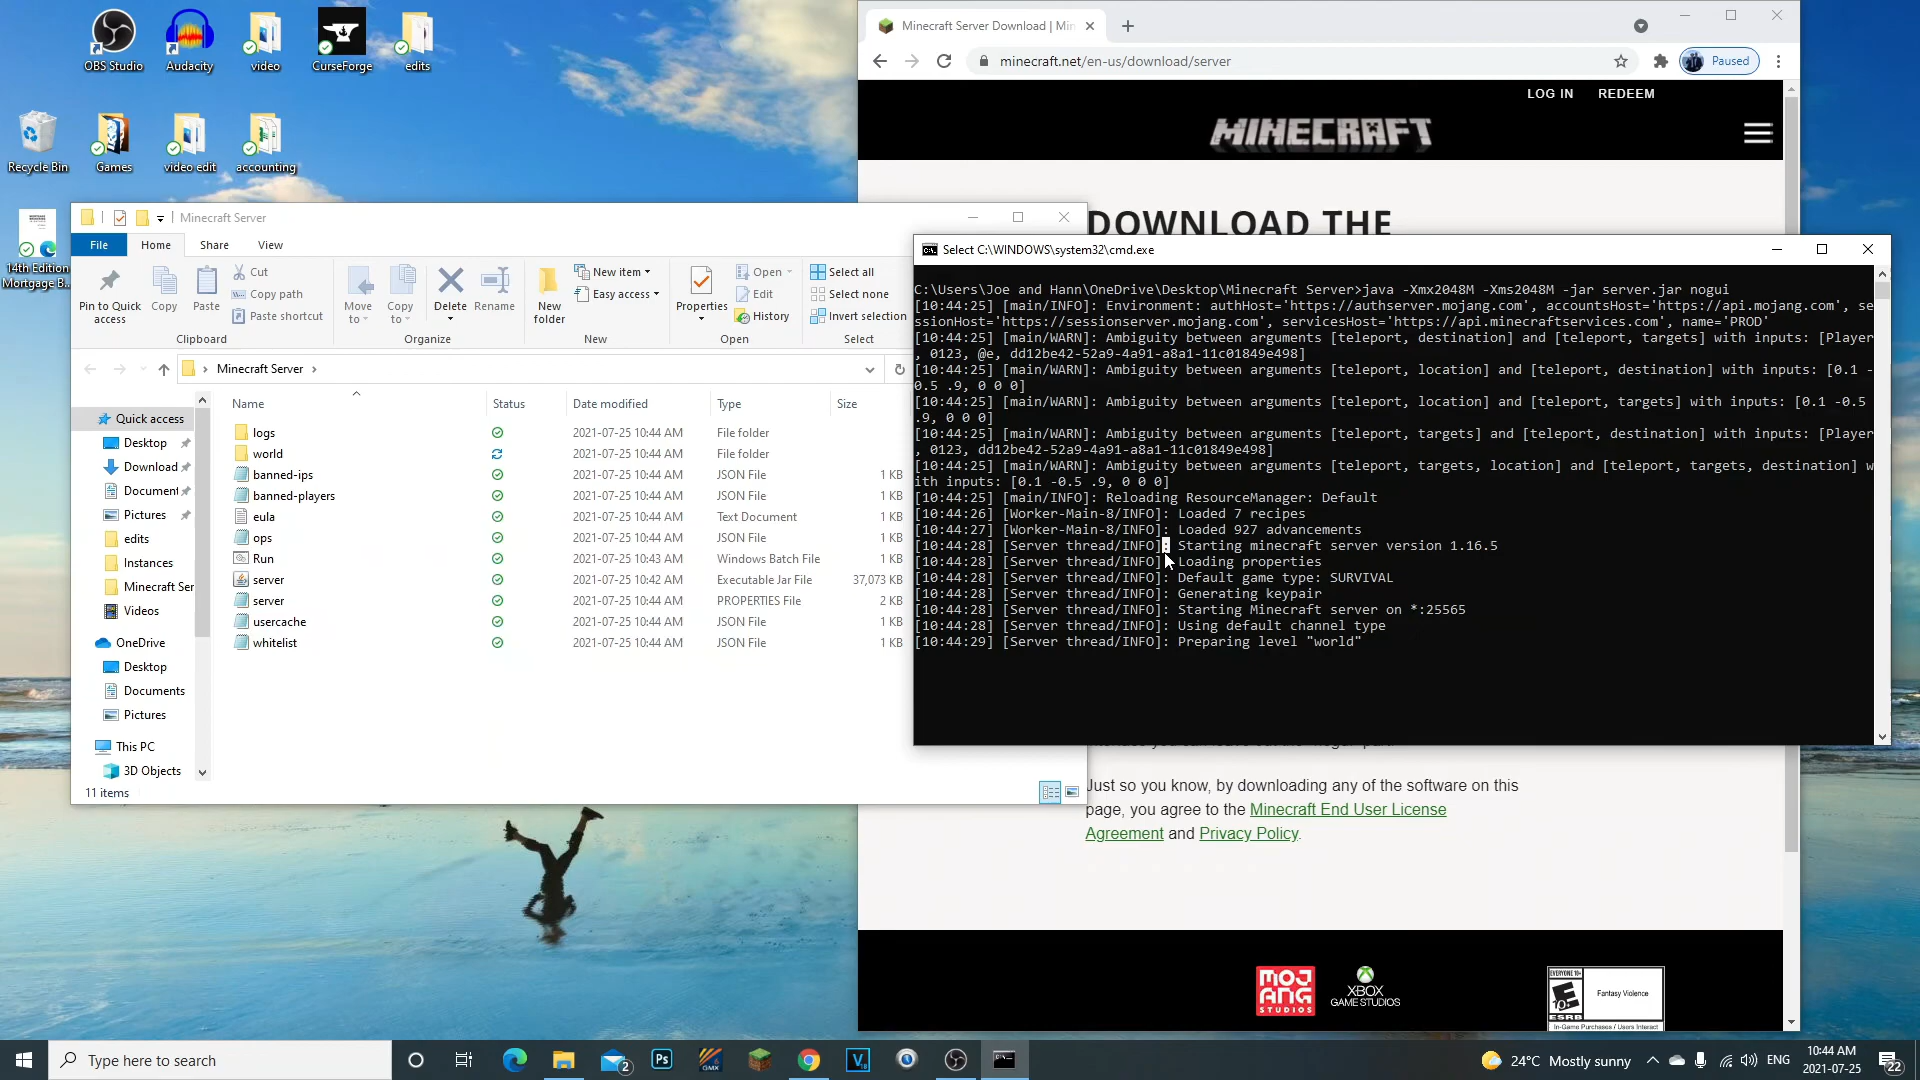 OBS Studio
Audacity
video
CurseForge
edits
Recycle Bin
Games
video edit
accounting
14th Edition
Mortgage B...
Minecraft Server
File
Home
Share
View
Pin to Quick
access
Copy
Paste
Cut
Copy path
Paste shortcut
Clipboard
Move
to
Copy
to
Delete
Rename
Organize
New
folder
New item
Easy access
New
Properties
Open
Edit
History
Open
Select all
Select none
Invert selection
Select
Minecraft Server
Name
Status
Date modified
Type
Size
Quick access
Desktop
Download
Document
Pictures
edits
Instances
Minecraft Ser
Videos
OneDrive
Desktop
Documents
Pictures
This PC
3D Objects
logs 2021-07-25 10:44 AM File folder
world 2021-07-25 10:44 AM File folder
banned-ips 2021-07-25 10:44 AM JSON File 1 KB
banned-players 2021-07-25 10:44 AM JSON File 1 KB
eula 2021-07-25 10:44 AM Text Document 1 KB
ops 2021-07-25 10:44 AM JSON File 1 KB
Run 2021-07-25 10:43 AM Windows Batch File 1 KB
server 2021-07-25 10:42 AM Executable Jar File 37,073 KB
server 2021-07-25 10:44 AM PROPERTIES File 2 KB
usercache 2021-07-25 10:44 AM JSON File 1 KB
whitelist 2021-07-25 10:44 AM JSON File 1 KB
11 items
Minecraft Server Download | Min
minecraft.net/en-us/download/server
Paused
LOG IN
REDEEM
MINECRAFT
DOWNLOAD THE
Select C:\WINDOWS\system32\cmd.exe
C:\Users\Joe and Hann\OneDrive\Desktop\Minecraft Server>java -Xmx2048M -Xms2048M -jar server.jar nogui
[10:44:25] [main/INFO]: Environment: authHost='https://authserver.mojang.com', accountsHost='https://api.mojang.com', se
ssionHost='https://sessionserver.mojang.com', servicesHost='https://api.minecraftservices.com', name='PROD'
[10:44:25] [main/WARN]: Ambiguity between arguments [teleport, destination] and [teleport, targets] with inputs: [Player
, 0123, @e, dd12be42-52a9-4a91-a8a1-11c01849e498]
[10:44:25] [main/WARN]: Ambiguity between arguments [teleport, location] and [teleport, destination] with inputs: [0.1 -
0.5 .9, 0 0 0]
[10:44:25] [main/WARN]: Ambiguity between arguments [teleport, location] and [teleport, targets] with inputs: [0.1 -0.5
.9, 0 0 0]
[10:44:25] [main/WARN]: Ambiguity between arguments [teleport, targets] and [teleport, destination] with inputs: [Player
, 0123, dd12be42-52a9-4a91-a8a1-11c01849e498]
[10:44:25] [main/WARN]: Ambiguity between arguments [teleport, targets, location] and [teleport, targets, destination] w
ith inputs: [0.1 -0.5 .9, 0 0 0]
[10:44:25] [main/INFO]: Reloading ResourceManager: Default
[10:44:26] [Worker-Main-8/INFO]: Loaded 7 recipes
[10:44:27] [Worker-Main-8/INFO]: Loaded 927 advancements
[10:44:28] [Server thread/INFO]: Starting minecraft server version 1.16.5
[10:44:28] [Server thread/INFO]: Loading properties
[10:44:28] [Server thread/INFO]: Default game type: SURVIVAL
[10:44:28] [Server thread/INFO]: Generating keypair
[10:44:28] [Server thread/INFO]: Starting Minecraft server on *:25565
[10:44:28] [Server thread/INFO]: Using default channel type
[10:44:29] [Server thread/INFO]: Preparing level "world"
Just so you know, by downloading any of the software on this
page, you agree to the Minecraft End User License
Agreement and Privacy Policy.
MOJANG
STUDIOS
XBOX
GAME STUDIOS
EVERYONE 10+
E
10+
ESRB
Fantasy Violence
In-Game Purchases / Users Interact
Type here to search
2
Ps
GMX
V
24°C Mostly sunny
ENG
10:44 AM
2021-07-25
22